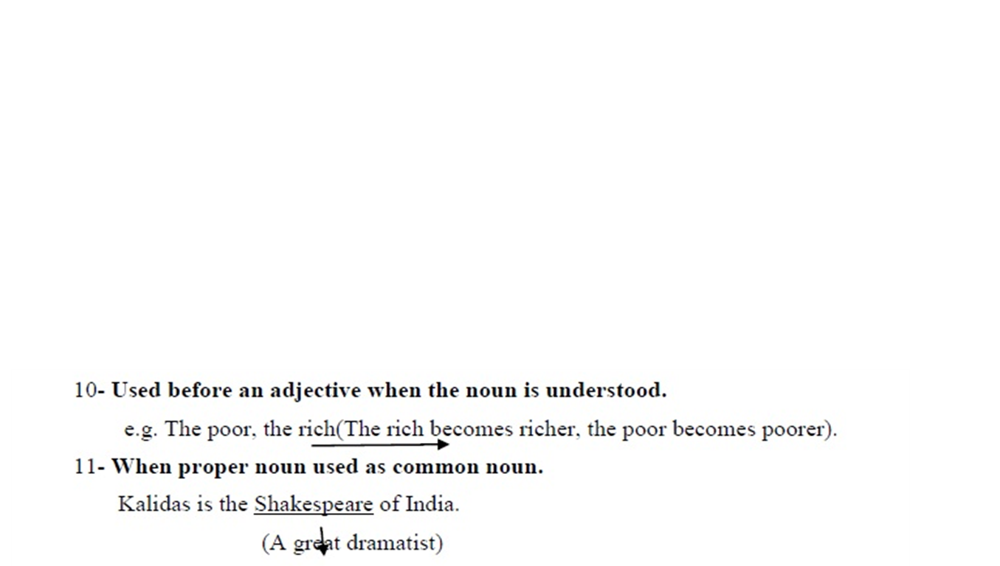 10- Used before an adjective when the noun is understood.
e.g. The poor, the rich(The rich becomes richer, the poor becomes poorer).
11- When proper noun used as common noun.
Kalidas is the Shakespeare of India.
(A great dramatist)